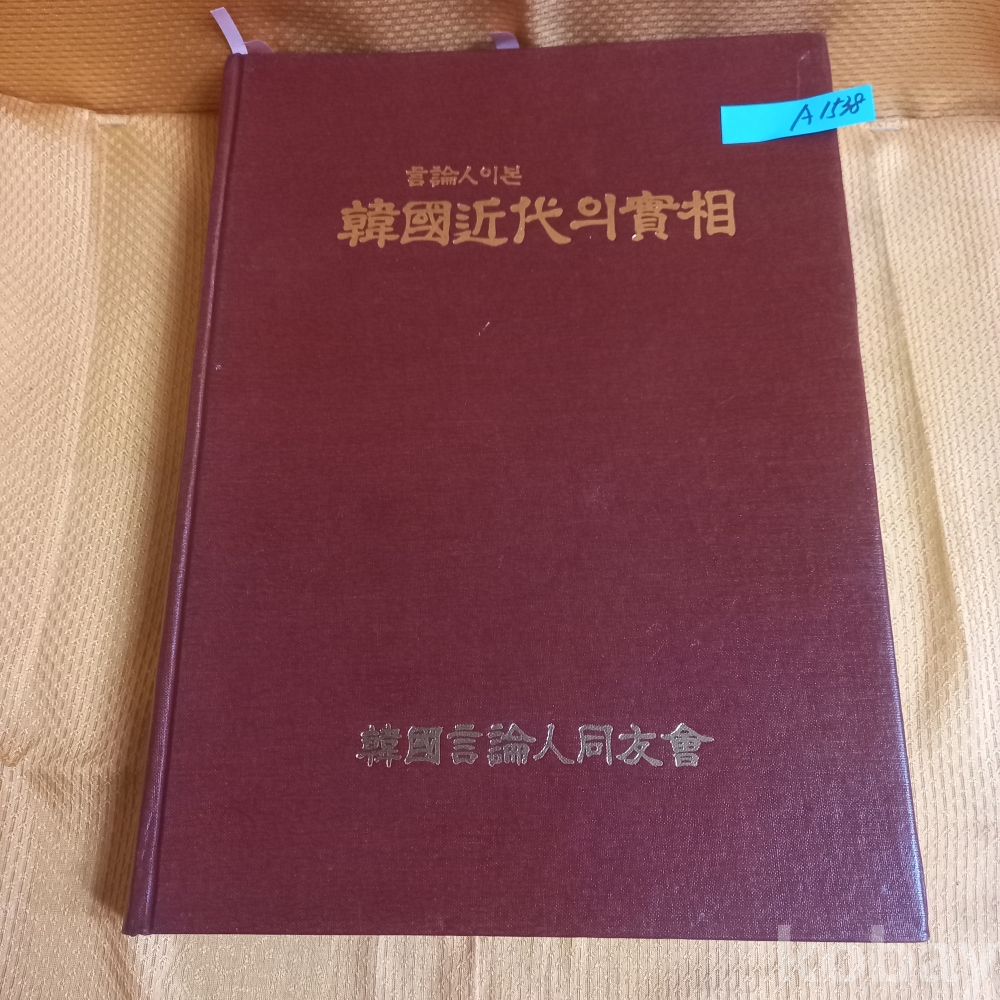 A1538
言論人이본
韓國近代의實相
韓國言論人同友會
kobay